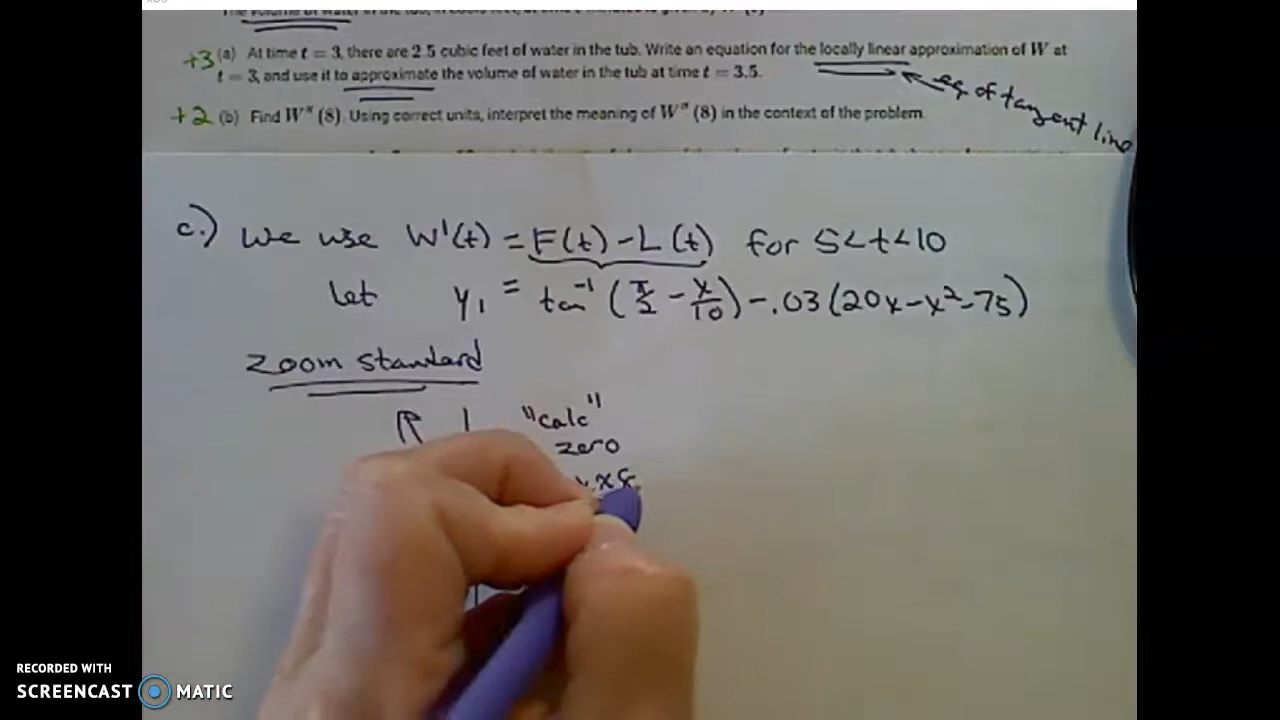 +3 (a) At time t = 3, there are 2.5 cubic feet of water in the tub. Write an equation for the locally linear approximation of W at
t = 3, and use it to approximate the volume of water in the tub at time t = 3.5.
eq of tangent line
+2 (b) Find W" (8). Using correct units, interpret the meaning of W" (8) in the context of the problem.
c.) We use W'(t) = F(t) - L(t) for 5<t<10
Let y₁ = tan⁻¹ (π/2 - x/10) - .03(20x - x² - 75)
Zoom standard
"calc"
zero
RECORDED WITH
SCREENCAST MATIC